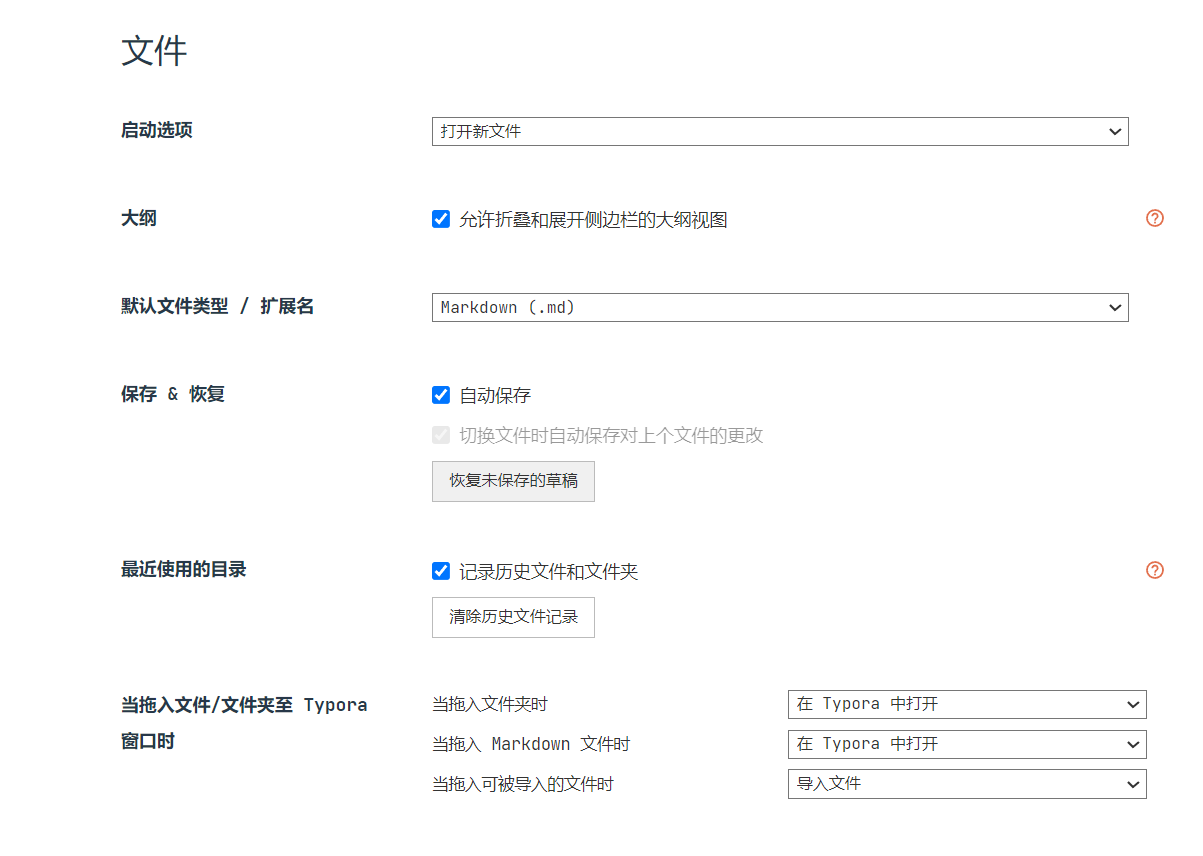 文件
启动选项
打开新文件
大纲
允许折叠和展开侧边栏的大纲视图
默认文件类型 / 扩展名
Markdown (.md)
保存 & 恢复
自动保存
切换文件时自动保存对上个文件的更改
恢复未保存的草稿
最近使用的目录
记录历史文件和文件夹
清除历史文件记录
当拖入文件/文件夹至 Typora
窗口时
当拖入文件夹时
在 Typora 中打开
当拖入 Markdown 文件时
在 Typora 中打开
当拖入可被导入的文件时
导入文件